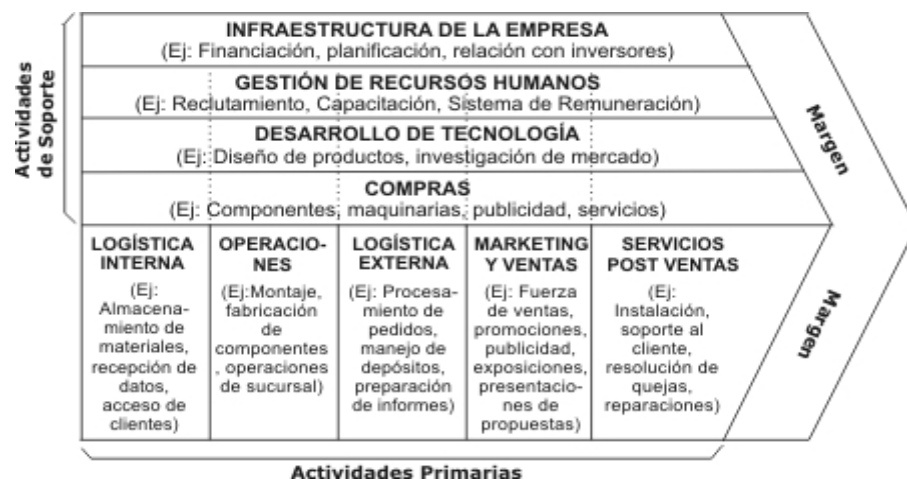 Actividades
de Soporte
INFRAESTRUCTURA DE LA EMPRESA
(Ej: Financiación, planificación, relación con inversores)
GESTIÓN DE RECURSOS HUMANOS
(Ej: Reclutamiento, Capacitación, Sistema de Remuneración)
DESARROLLO DE TECNOLOGÍA
(Ej: Diseño de productos, investigación de mercado)
COMPRAS
(Ej: Componentes, maquinarias, publicidad, servicios)
Margen
LOGÍSTICA
INTERNA
(Ej:
Almacena-
miento de
materiales,
recepción de
datos,
acceso de
clientes)
OPERACIO-
NES
(Ej:Montaje,
fabricación
de
componentes
, operaciones
de sucursal)
LOGÍSTICA
EXTERNA
(Ej: Procesa-
miento de
pedidos,
manejo de
depósitos,
preparación
de informes)
MARKETING
Y VENTAS
(Ej: Fuerza
de ventas,
promociones,
publicidad,
exposiciones,
presentacio-
nes de
propuestas)
SERVICIOS
POST VENTAS
(Ej:
Instalación,
soporte al
cliente,
resolución de
quejas,
reparaciones)
Margen
Actividades Primarias